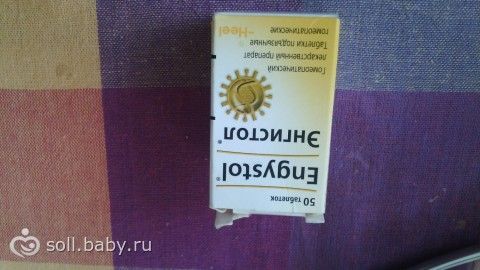 50 таблеток
Engystol®
Энгистол®
Гомеопатический
лекарственный препарат
Таблетки подъязычные
гомеопатические
-Heel
soll.baby.ru